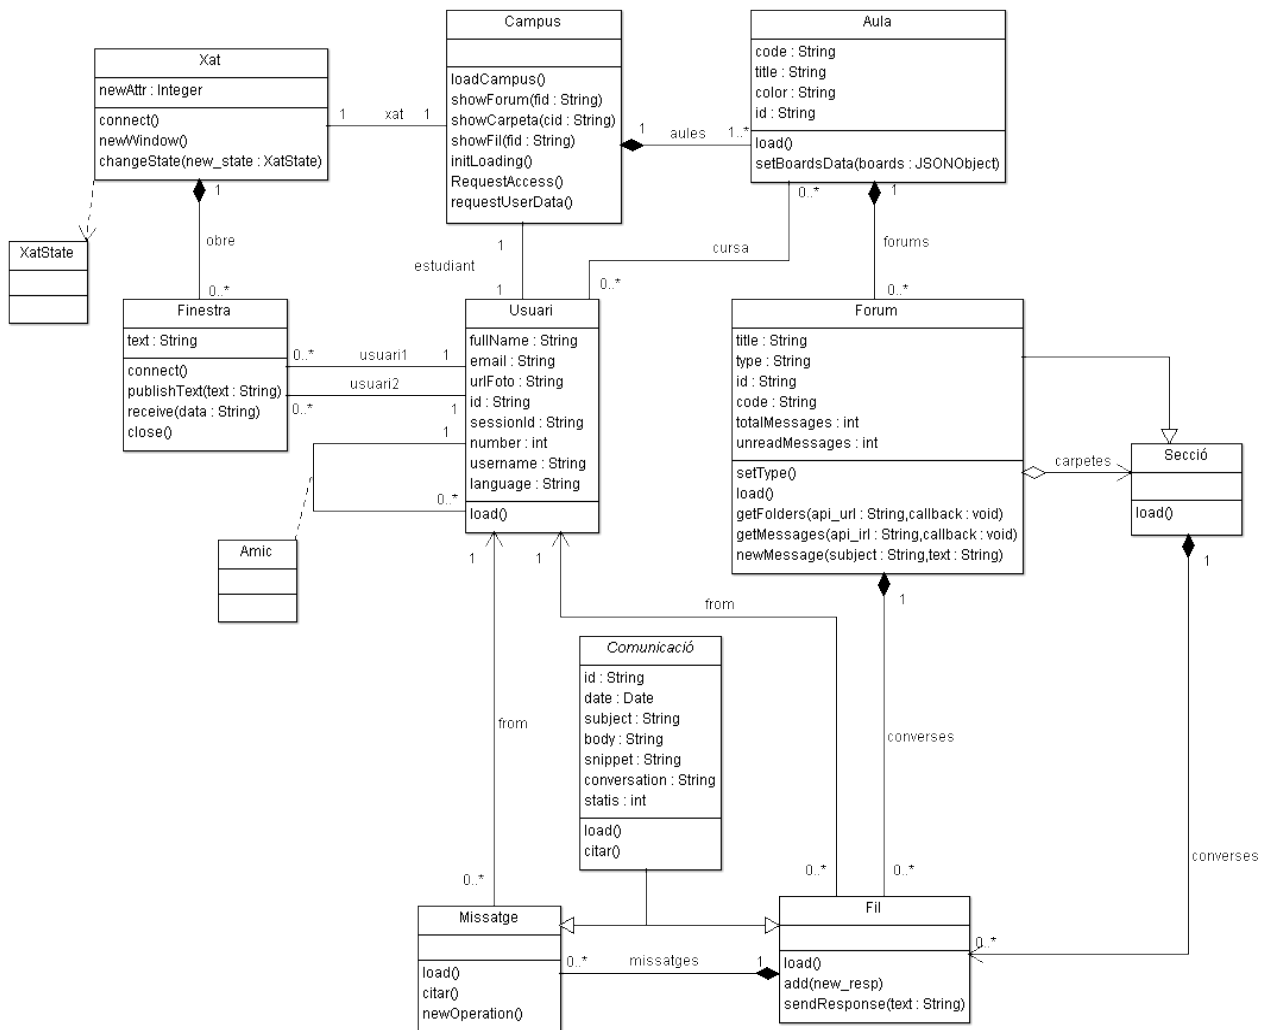 Campus
loadCampus()
showForum(fid : String)
showCarpeta(cid : String)
showFil(fid : String)
initLoading()
RequestAccess()
requestUserData()
Aula
code : String
title : String
color : String
id : String
load()
setBoardsData(boards : JSONObject)
Xat
newAttr : Integer
connect()
newWindow()
changeState(new_state : XatState)
1 xat 1
1 aules 1..*
XatState
1
obre
0..*
1
estudiant
1
0..*
cursa
0..*
1
forums
0..*
Finestra
text : String
connect()
publishText(text : String)
receive(data : String)
close()
0..* usuari1 1
usuari2
0..* 1
1
0..*
Usuari
fullName : String
email : String
urlFoto : String
id : String
sessionId : String
number : int
username : String
language : String
load()
Forum
title : String
type : String
id : String
code : String
totalMessages : int
unreadMessages : int
setType()
load()
getFolders(api_url : String,callback : void)
getMessages(api_irl : String,callback : void)
newMessage(subject : String,text : String)
carpetes
Secció
load()
Amic
1
1
1
1
from
Comunicació
id : String
date : Date
subject : String
body : String
snippet : String
conversation : String
statis : int
load()
citar()
from
converses
converses
0..*
0..*
0..*
0..*
Missatge
load()
citar()
newOperation()
0..* missatges 1
Fil
load()
add(new_resp)
sendResponse(text : String)